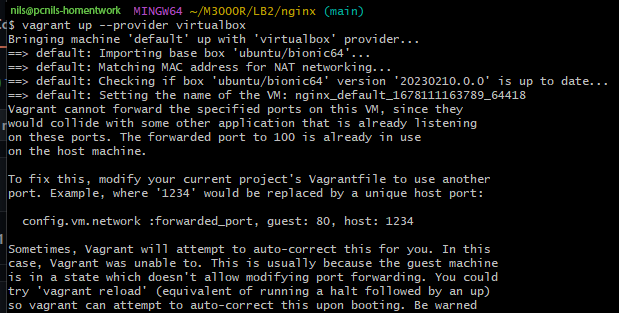 nils@pcnils-homentwork MINGW64 ~/M300OR/LB2/nginx (main)
$ vagrant up --provider virtualbox
Bringing machine 'default' up with 'virtualbox' provider...
==> default: Importing base box 'ubuntu/bionic64'...
==> default: Matching MAC address for NAT networking...
==> default: Checking if box 'ubuntu/bionic64' version '20230210.0.0' is up to date...
==> default: Setting the name of the VM: nginx_default_1678111163789_64418
Vagrant cannot forward the specified ports on this VM, since they
would collide with some other application that is already listening
on these ports. The forwarded port to 100 is already in use
on the host machine.

To fix this, modify your current project's Vagrantfile to use another
port. Example, where '1234' would be replaced by a unique host port:

  config.vm.network :forwarded_port, guest: 80, host: 1234

Sometimes, Vagrant will attempt to auto-correct this for you. In this
case, Vagrant was unable to. This is usually because the guest machine
is in a state which doesn't allow modifying port forwarding. You could
try 'vagrant reload' (equivalent of running a halt followed by an up)
so vagrant can attempt to auto-correct this upon booting. Be warned